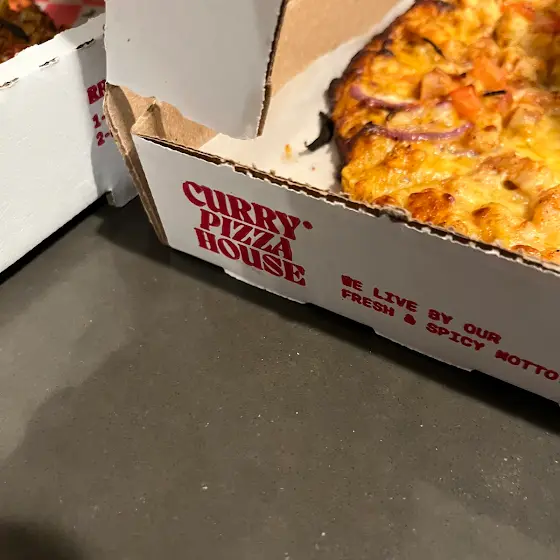 CURRY
PIZZA
HOUSE
WE LIVE BY OUR
FRESH & SPICY MOTTO